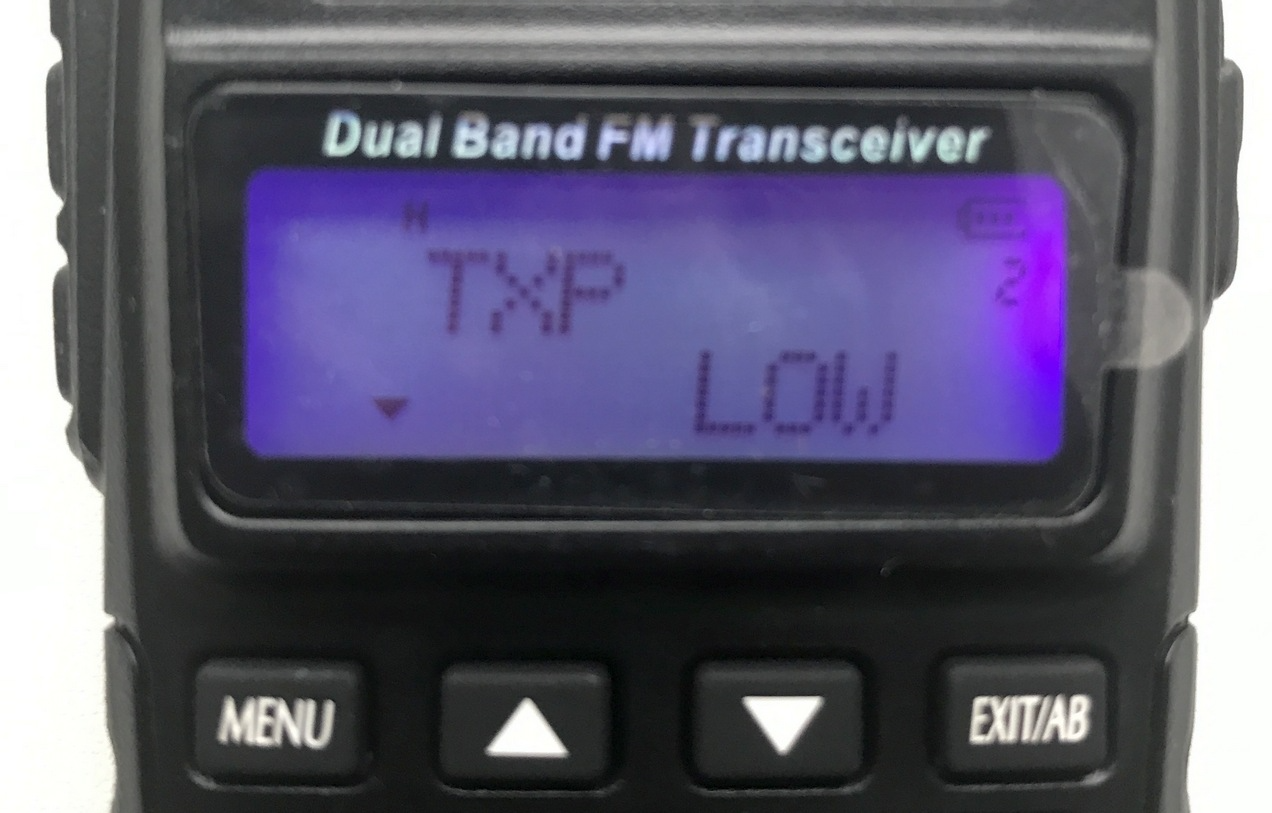 Dual Band FM Transceiver
N
TXP
2
LOW
MENU
EXIT/AB